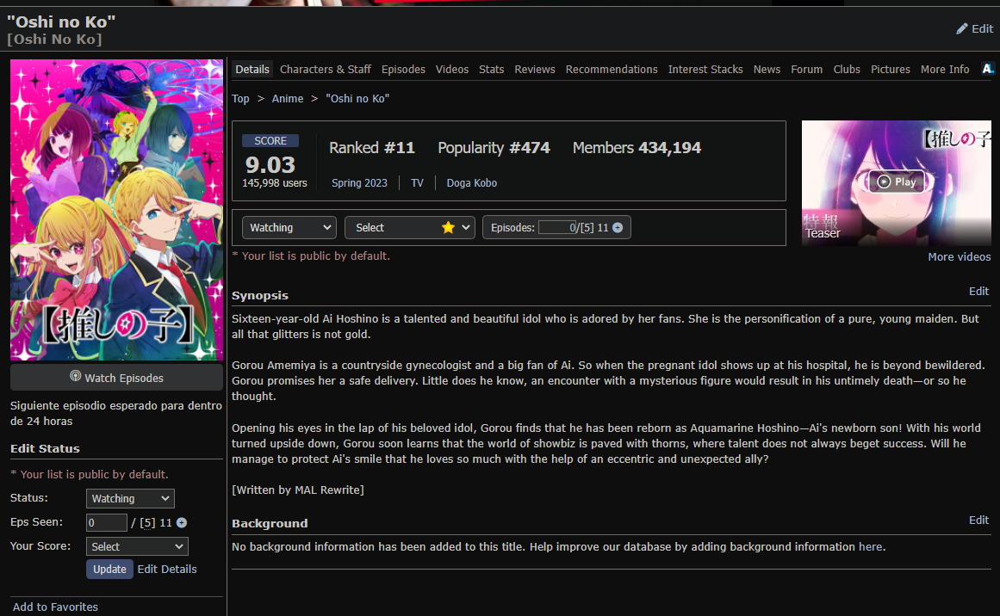 "Oshi no Ko"
[Oshi No Ko]
Edit
【推しの子】
Watch Episodes
Siguiente episodio esperado para dentro
de 24 horas
Edit Status
* Your list is public by default.
Status:
Watching
Eps Seen:
0 / [5] 11
Your Score:
Select
Update Edit Details
Add to Favorites
Details Characters & Staff Episodes Videos Stats Reviews Recommendations Interest Stacks News Forum Clubs Pictures More Info A
Top > Anime > "Oshi no Ko"
SCORE
9.03
145,998 users
Ranked #11 Popularity #474 Members 434,194
Spring 2023 TV Doga Kobo
Watching Select Episodes: 0/[5] 11
* Your list is public by default.
【推しの子
Play
特報
Teaser
More videos
Synopsis
Edit
Sixteen-year-old Ai Hoshino is a talented and beautiful idol who is adored by her fans. She is the personification of a pure, young maiden. But
all that glitters is not gold.
Gorou Amemiya is a countryside gynecologist and a big fan of Ai. So when the pregnant idol shows up at his hospital, he is beyond bewildered.
Gorou promises her a safe delivery. Little does he know, an encounter with a mysterious figure would result in his untimely death—or so he
thought.
Opening his eyes in the lap of his beloved idol, Gorou finds that he has been reborn as Aquamarine Hoshino—Ai's newborn son! With his world
turned upside down, Gorou soon learns that the world of showbiz is paved with thorns, where talent does not always beget success. Will he
manage to protect Ai's smile that he loves so much with the help of an eccentric and unexpected ally?
[Written by MAL Rewrite]
Background
Edit
No background information has been added to this title. Help improve our database by adding background information here.